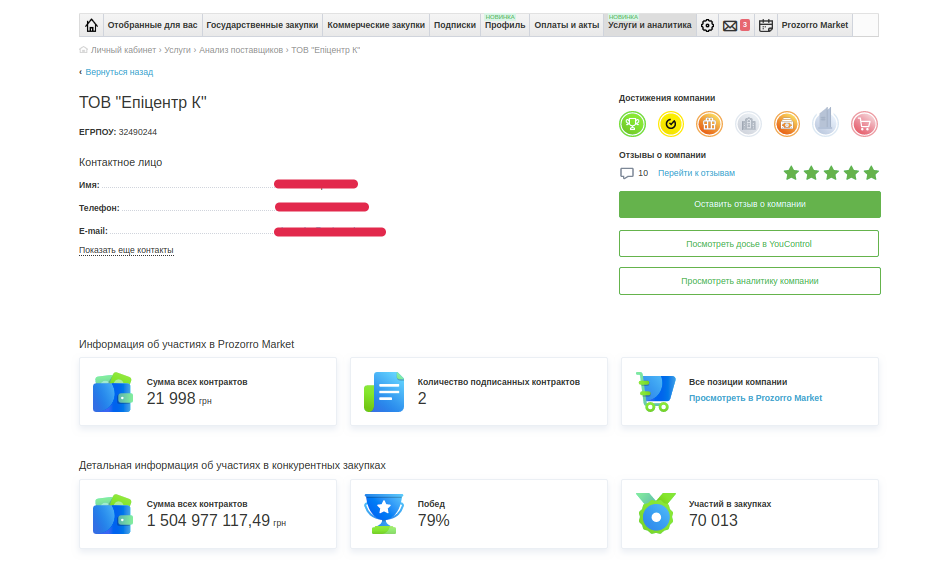 Отобранные для вас Государственные закупки Коммерческие закупки Подписки НОВИНКА Профиль Оплаты и акты НОВИНКА Услуги и аналитика 3 Prozorro Market
Личный кабинет › Услуги › Анализ поставщиков › ТОВ "Епіцентр К"
‹ Вернуться назад
ТОВ "Епіцентр К"
ЕГРПОУ: 32490244
Контактное лицо
Имя:
Телефон:
E-mail:
Показать еще контакты
Достижения компании
Отзывы о компании
10 Перейти к отзывам
Оставить отзыв о компании
Посмотреть досье в YouControl
Просмотреть аналитику компании
Информация об участиях в Prozorro Market
Сумма всех контрактов
21 998 грн
Количество подписанных контрактов
2
Все позиции компании
Просмотреть в Prozorro Market
Детальная информация об участиях в конкурентных закупках
Сумма всех контрактов
1 504 977 117,49 грн
Побед
79%
Участий в закупках
70 013